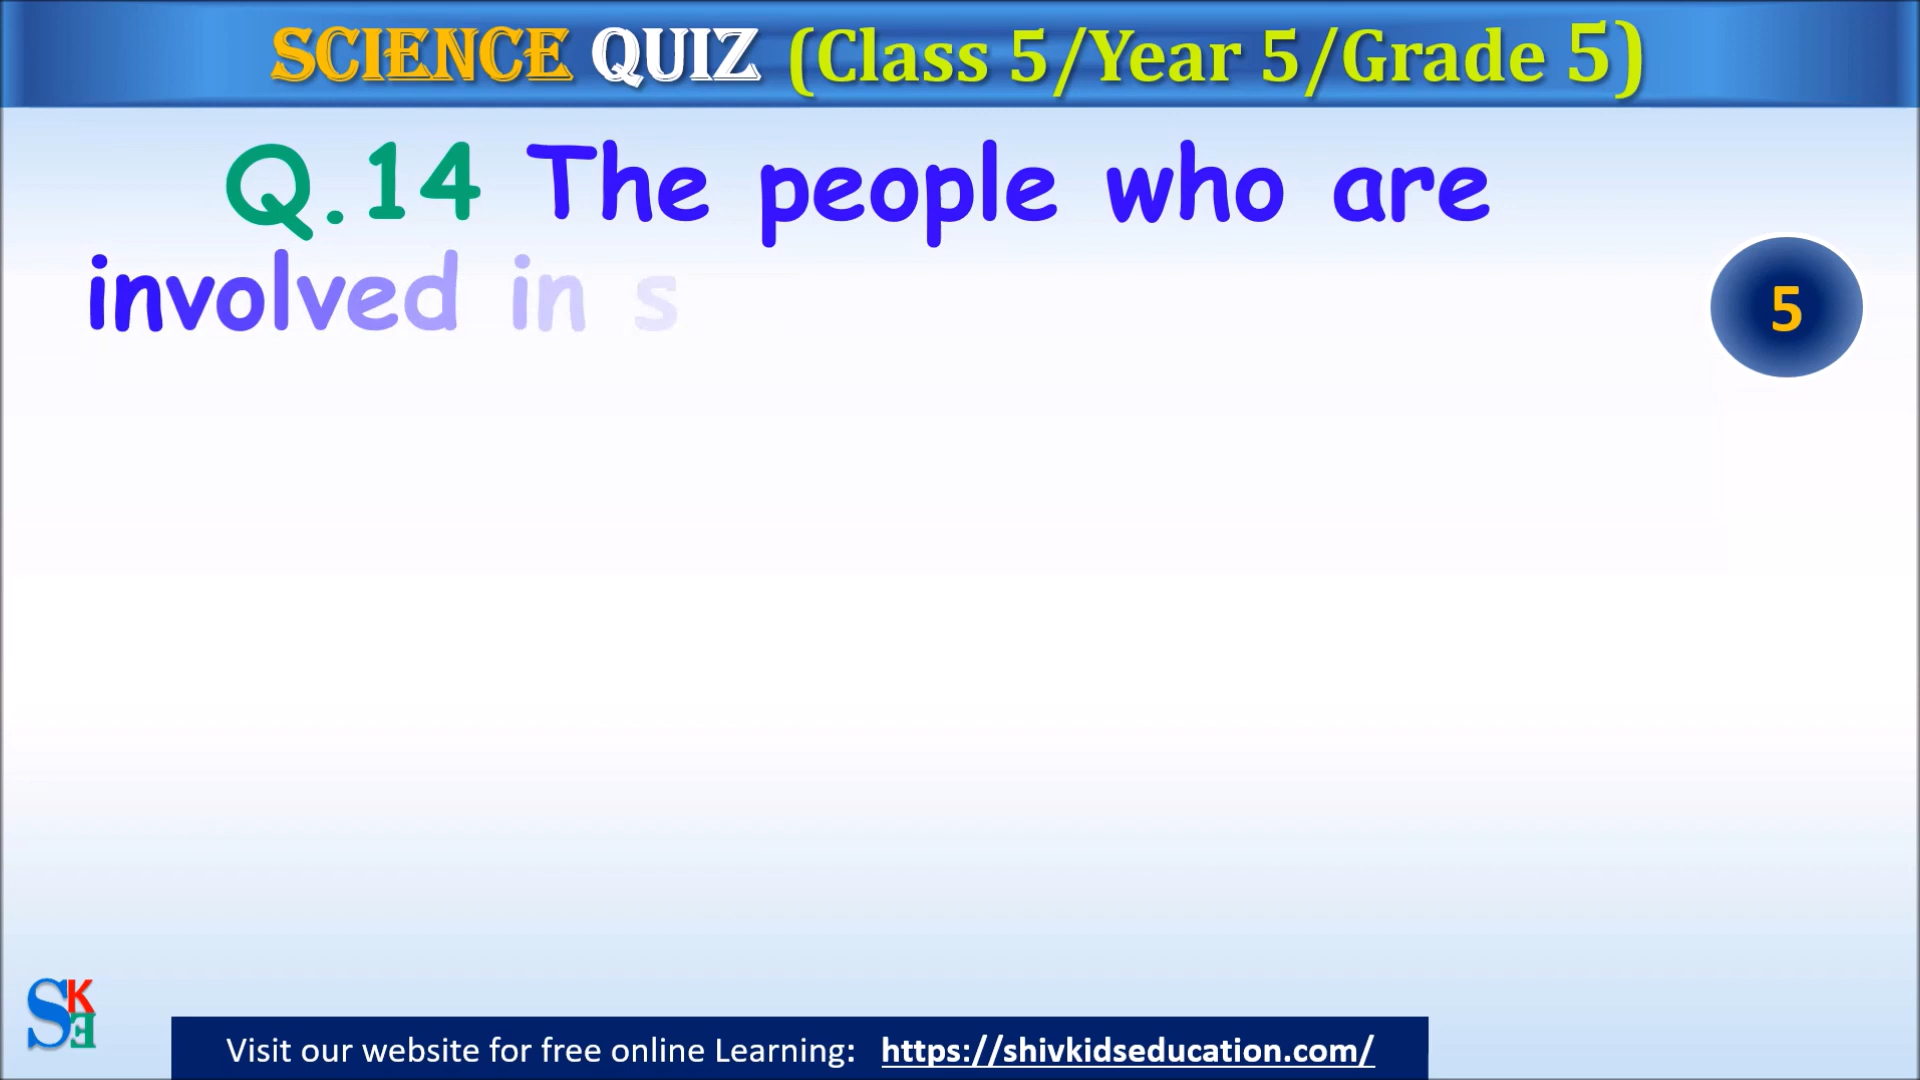 SCIENCE QUIZ (Class 5/Year 5/Grade 5)
Q.14 The people who are
involved in s
5
SKE
Visit our website for free online Learning: https://shivkidseducation.com/